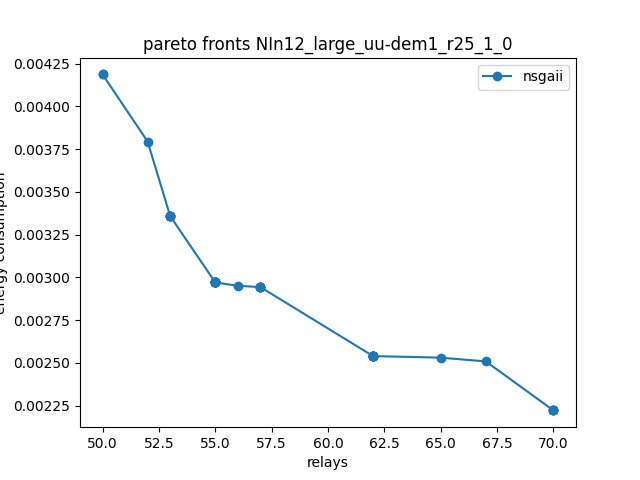 pareto fronts NIn12_large_uu-dem1_r25_1_0
nsgaii
0.00425
0.00400
0.00375
0.00350
0.00325
0.00300
0.00275
0.00250
0.00225
energy consumption
50.0 52.5 55.0 57.5 60.0 62.5 65.0 67.5 70.0
relays